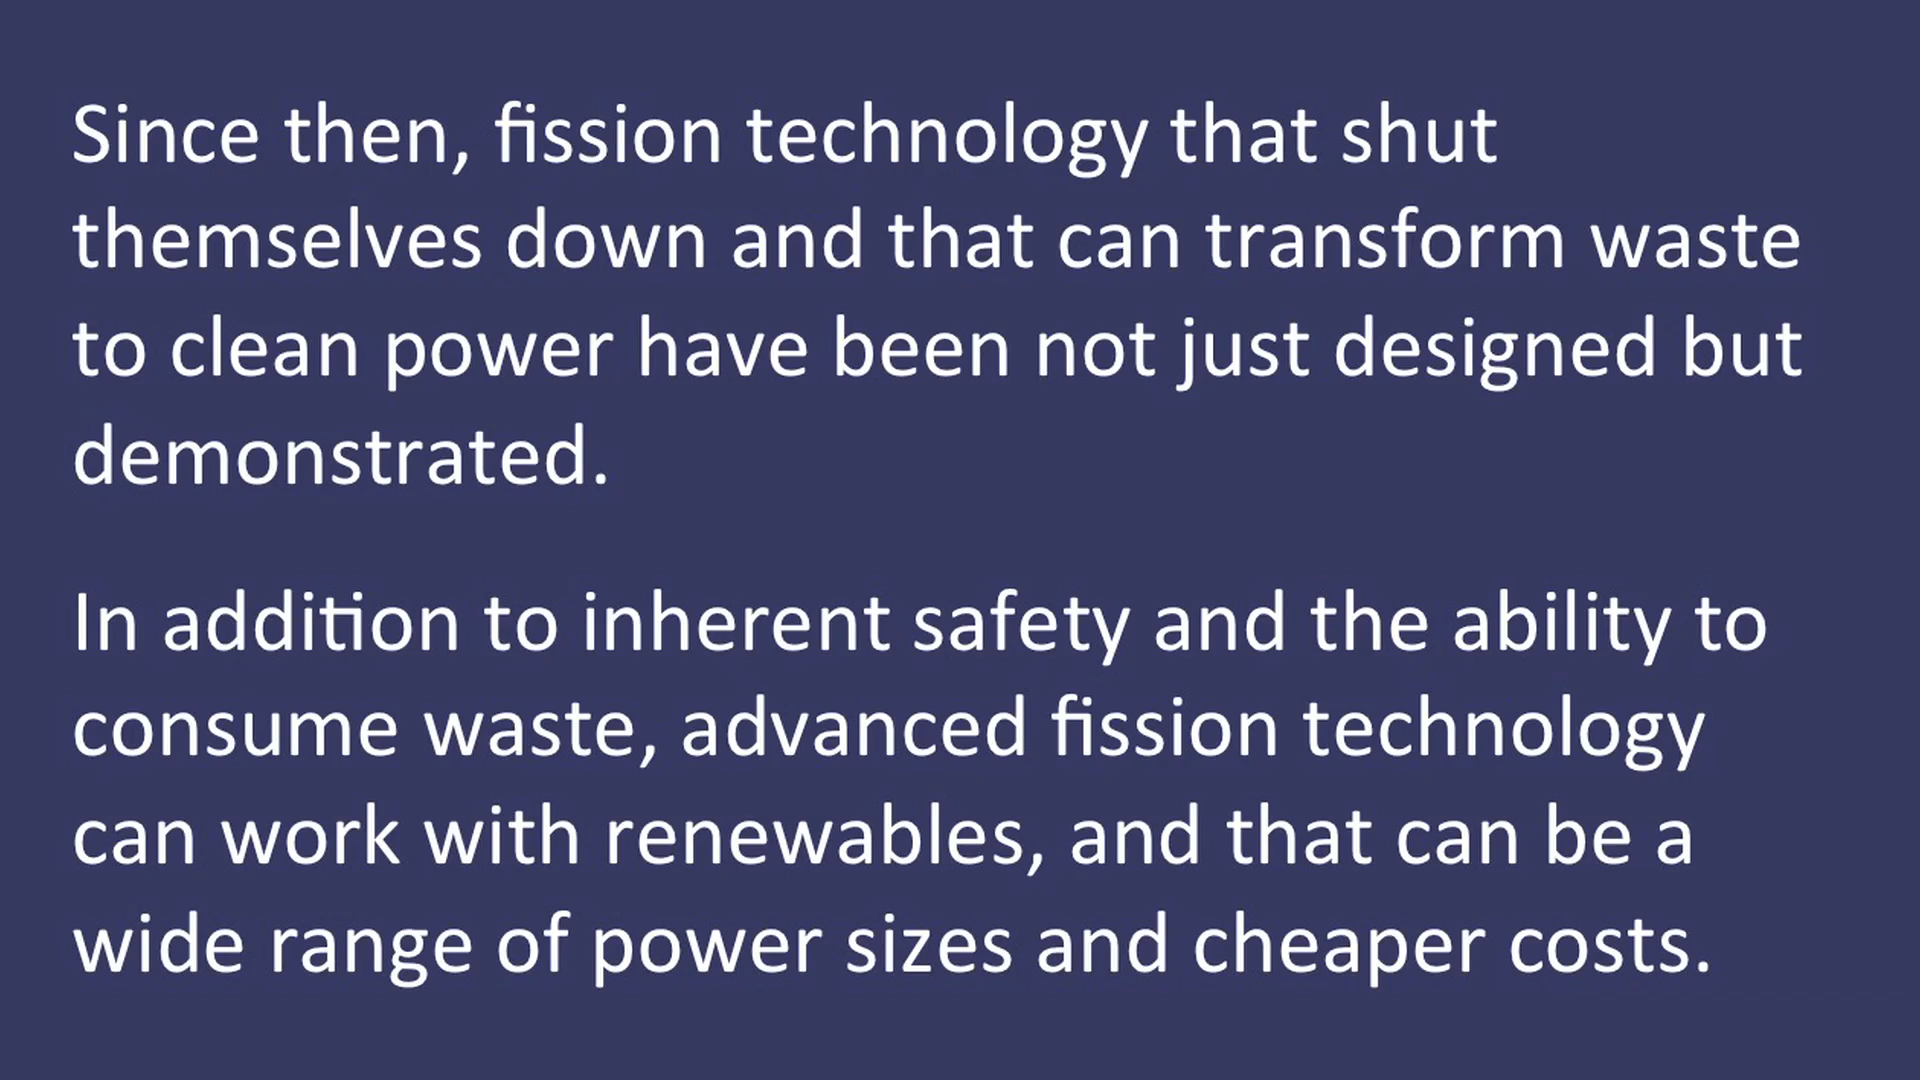 Since then, fission technology that shut
themselves down and that can transform waste
to clean power have been not just designed but
demonstrated.
In addition to inherent safety and the ability to
consume waste, advanced fission technology
can work with renewables, and that can be a
wide range of power sizes and cheaper costs.